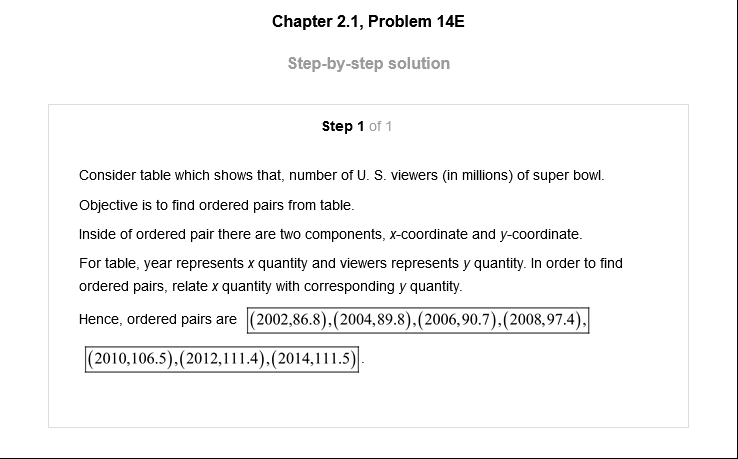 Chapter 2.1, Problem 14E
Step-by-step solution
Step 1 of 1
Consider table which shows that, number of U. S. viewers (in millions) of super bowl.
Objective is to find ordered pairs from table.
Inside of ordered pair there are two components, x-coordinate and y-coordinate.
For table, year represents x quantity and viewers represents y quantity. In order to find
ordered pairs, relate x quantity with corresponding y quantity.
Hence, ordered pairs are (2002,86.8),(2004,89.8),(2006,90.7),(2008,97.4),
(2010,106.5),(2012,111.4),(2014,111.5).